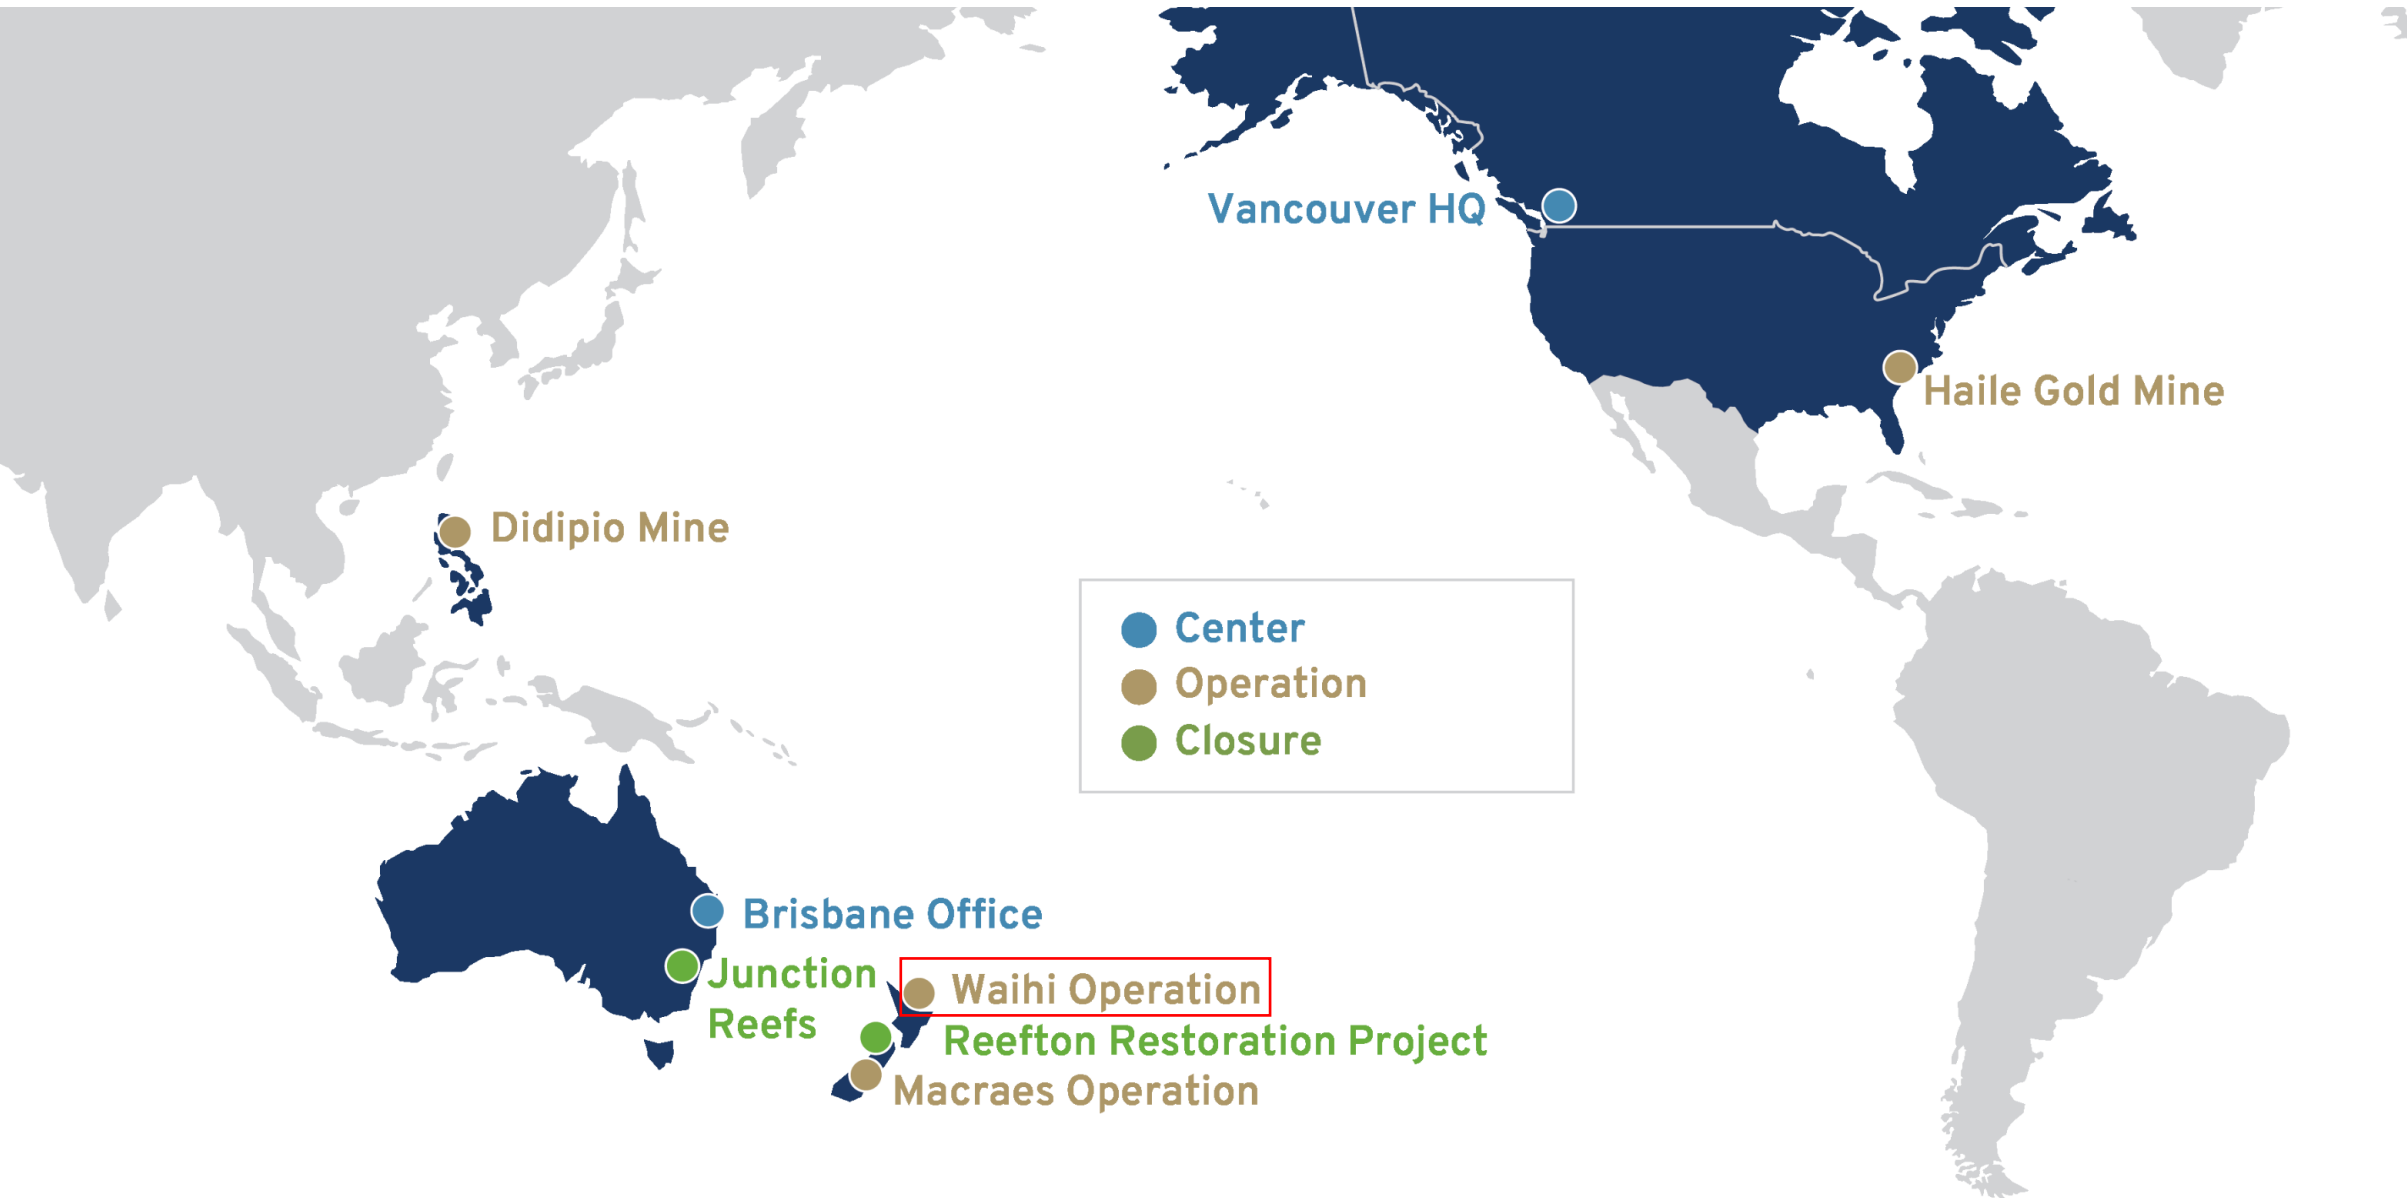 Vancouver HQ
Haile Gold Mine
Didipio Mine
Center
Operation
Closure
Brisbane Office
Junction
Reefs
Waihi Operation
Reefton Restoration Project
Macraes Operation